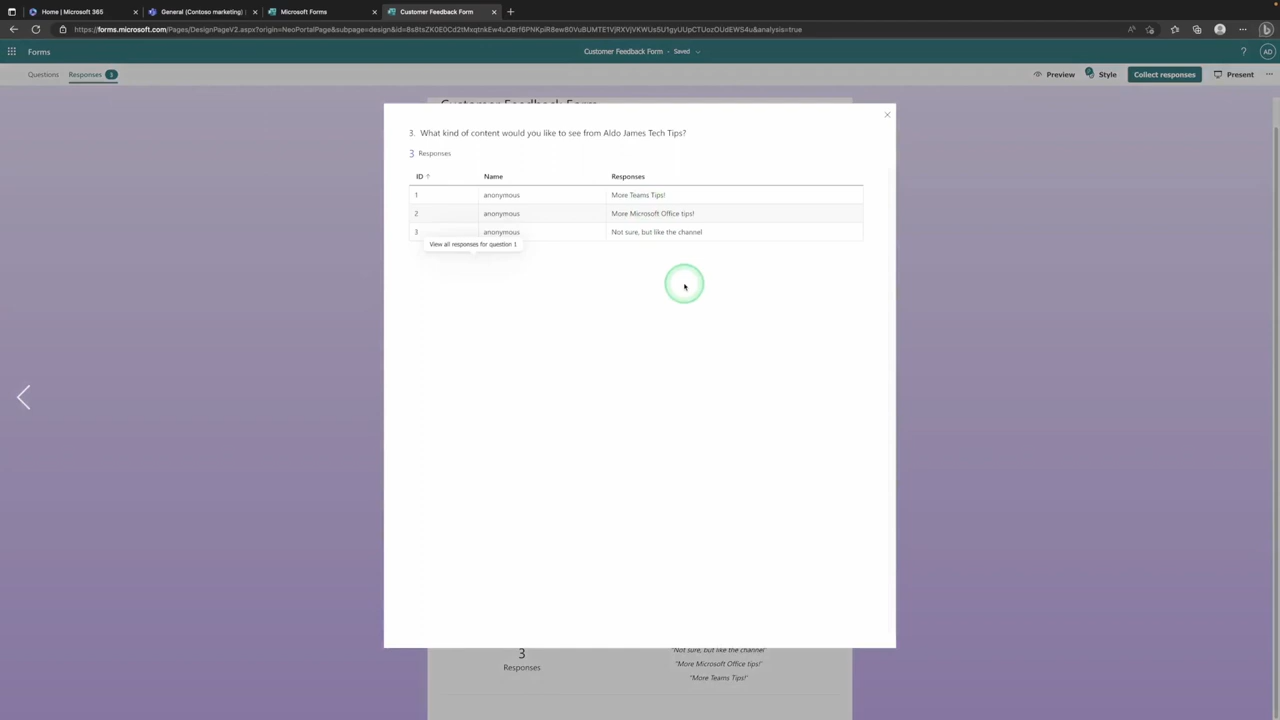 Home | Microsoft 365
General (Contoso marketing) |
Microsoft Forms
Customer Feedback Form
Forms
Customer Feedback Form - Saved
? AD
Questions
Responses 3
Preview
Style
Collect responses
Present
Customer Feedback Form
3. What kind of content would you like to see from Aldo James Tech Tips?
3 Responses
ID ↑ Name Responses
1 anonymous More Teams Tips!
2 anonymous More Microsoft Office tips!
3 anonymous Not sure, but like the channel
View all responses for question 1
3
Responses
"Not sure, but like the channel"
"More Microsoft Office tips!"
"More Teams Tips!"